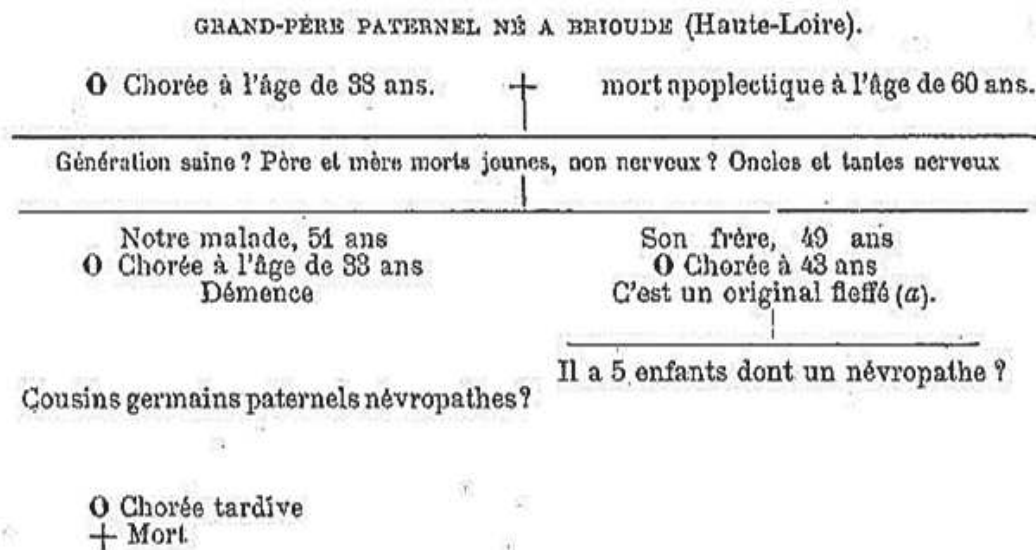 GRAND-PÈRE PATERNEL NÉ A BRIOUDE (Haute-Loire).
O Chorée à l'âge de 38 ans. + mort apoplectique à l'âge de 60 ans.
Génération saine ? Père et mère morts jeunes, non nerveux ? Oncles et tantes nerveux
Notre malade, 51 ans
O Chorée à l'âge de 33 ans
Démence
Son frère, 49 ans
O Chorée à 43 ans
C'est un original fieffé (a).
Il a 5 enfants dont un névropathe ?
Cousins germains paternels névropathes ?
O Chorée tardive
+ Mort